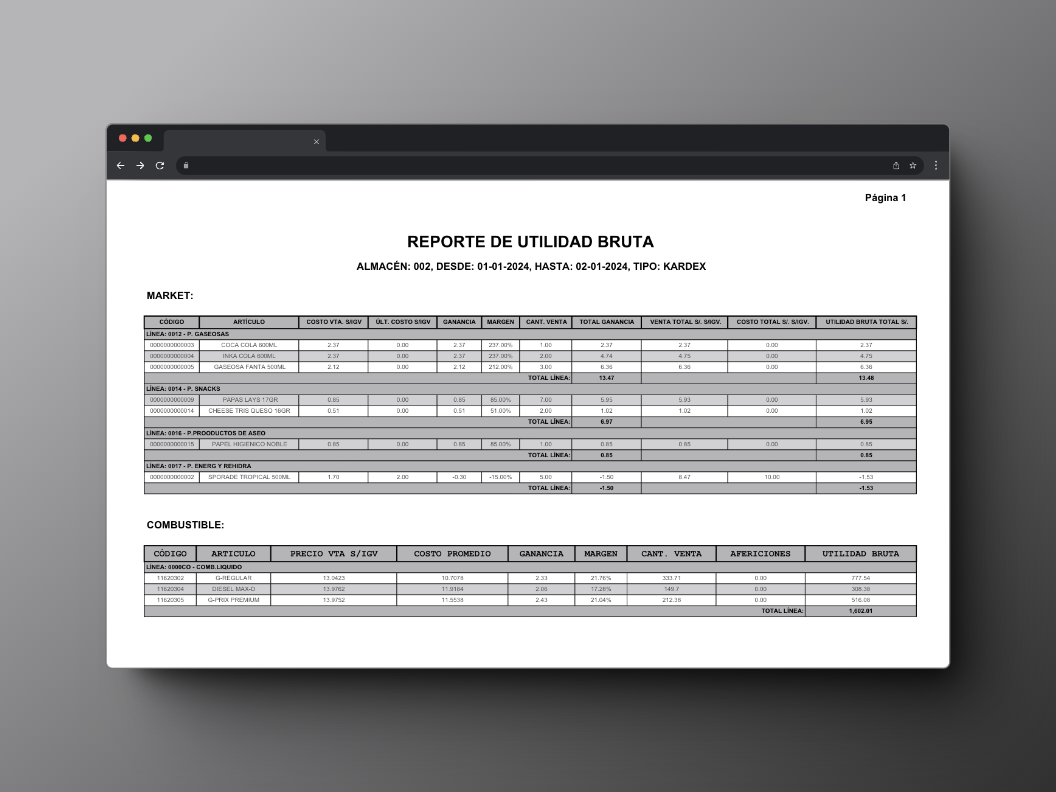 Página 1
REPORTE DE UTILIDAD BRUTA
ALMACÉN: 002, DESDE: 01-01-2024, HASTA: 02-01-2024, TIPO: KARDEX
MARKET:
CÓDIGO ARTÍCULO COSTO VTA. S/IGV ÚLT. COSTO S/IGV GANANCIA MARGEN CANT. VENTA TOTAL GANANCIA VENTA TOTAL S/. S/IGV. COSTO TOTAL S/. S/IGV. UTILIDAD BRUTA TOTAL S/.
LÍNEA: 0012 - P. GASEOSAS
0000000000003 COCA COLA 600ML 2.37 0.00 2.37 237.00% 1.00 2.37 2.37 0.00 2.37
0000000000004 INKA COLA 600ML 2.37 0.00 2.37 237.00% 2.00 4.74 4.75 0.00 4.75
0000000000005 GASEOSA FANTA 500ML 2.12 0.00 2.12 212.00% 3.00 6.36 6.36 0.00 6.36
TOTAL LÍNEA: 13.47 13.48
LÍNEA: 0014 - P. SNACKS
0000000000009 PAPAS LAYS 17GR 0.85 0.00 0.85 85.00% 7.00 5.95 5.93 0.00 5.93
0000000000014 CHEESE TRIS QUESO 16GR 0.51 0.00 0.51 51.00% 2.00 1.02 1.02 0.00 1.02
TOTAL LÍNEA: 6.97 6.95
LÍNEA: 0016 - P.PROODUCTOS DE ASEO
0000000000015 PAPEL HIGIENICO NOBLE 0.85 0.00 0.85 85.00% 1.00 0.85 0.85 0.00 0.85
TOTAL LÍNEA: 0.85 0.85
LÍNEA: 0017 - P. ENERG Y REHIDRA
0000000000002 SPORADE TROPICAL 500ML 1.70 2.00 -0.30 -15.00% 5.00 -1.50 8.47 10.00 -1.53
TOTAL LÍNEA: -1.50 -1.53
COMBUSTIBLE:
CÓDIGO ARTICULO PRECIO VTA S/IGV COSTO PROMEDIO GANANCIA MARGEN CANT. VENTA AFERICIONES UTILIDAD BRUTA
LÍNEA: 0000CO - COMB.LIQUIDO
11620302 G-REGULAR 13.0423 10.7078 2.33 21.76% 333.71 0.00 777.54
11620304 DIESEL MAX-D 13.9762 11.9184 2.06 17.26% 149.7 0.00 308.38
11620305 G-PRIX PREMIUM 13.9752 11.5538 2.43 21.04% 212.36 0.00 516.08
TOTAL LÍNEA: 1,602.01